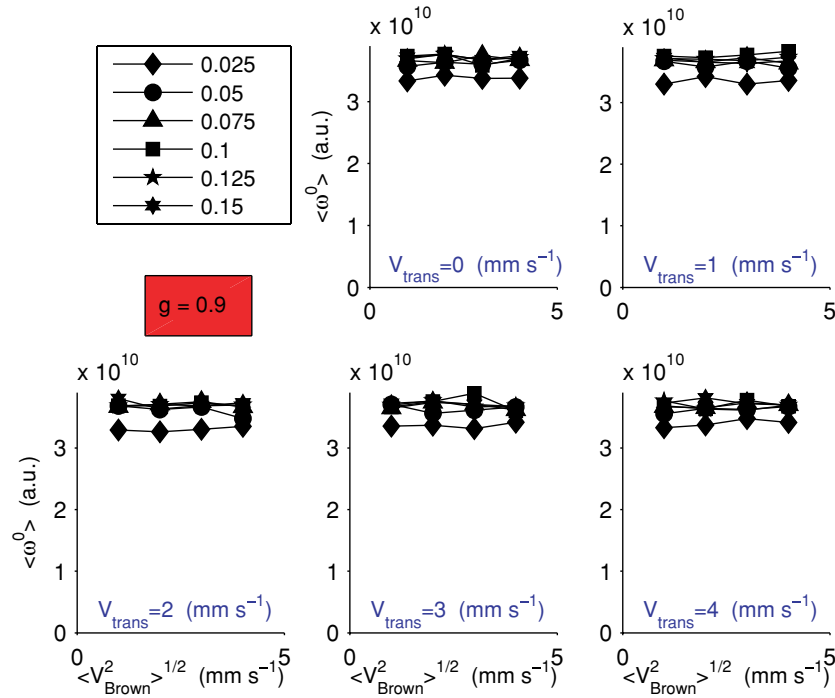 0.025
0.05
0.075
0.1
0.125
0.15
g = 0.9
x 10^10
3
2
1
0
0 5
<ω^0> (a.u.)
V_trans=0 (mm s^−1)
x 10^10
3
2
1
0
0 5
V_trans=1 (mm s^−1)
x 10^10
3
2
1
0
0 5
<ω^0> (a.u.)
V_trans=2 (mm s^−1)
<V^2_Brown>^1/2 (mm s^−1)
x 10^10
3
2
1
0
0 5
V_trans=3 (mm s^−1)
<V^2_Brown>^1/2 (mm s^−1)
x 10^10
3
2
1
0
0 5
V_trans=4 (mm s^−1)
<V^2_Brown>^1/2 (mm s^−1)